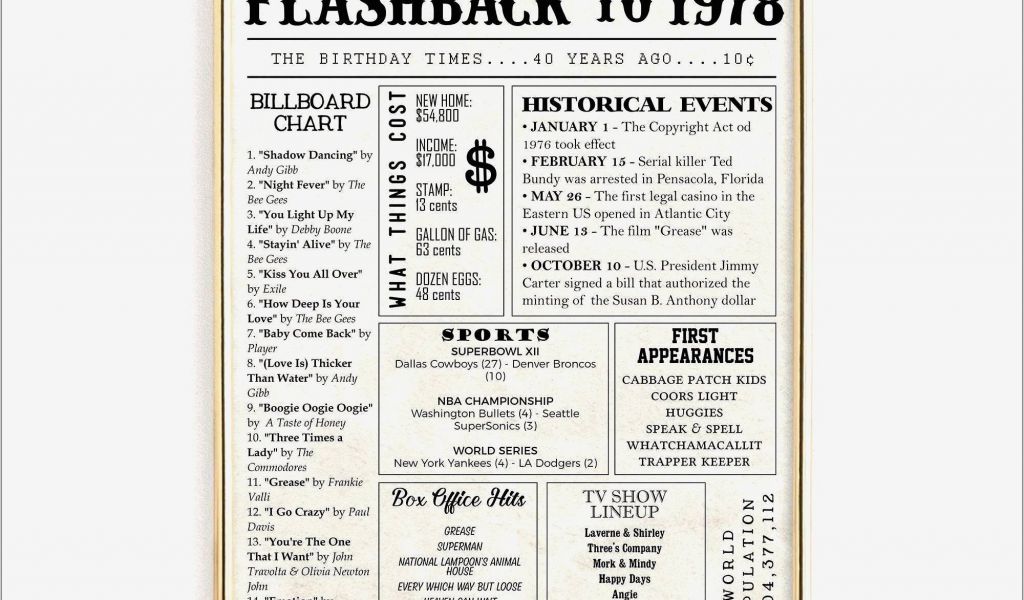 FLASHBACK TO 1978
THE BIRTHDAY TIMES....40 YEARS AGO....10¢
BILLBOARD
CHART
1. "Shadow Dancing" by
Andy Gibb
2. "Night Fever" by The
Bee Gees
3. "You Light Up My
Life" by Debby Boone
4. "Stayin' Alive" by The
Bee Gees
5. "Kiss You All Over"
by Exile
6. "How Deep Is Your
Love" by The Bee Gees
7. "Baby Come Back" by
Player
8. "(Love Is) Thicker
Than Water" by Andy
Gibb
9. "Boogie Oogie Oogie"
by A Taste of Honey
10. "Three Times a
Lady" by The
Commodores
11. "Grease" by Frankie
Valli
12. "I Go Crazy" by Paul
Davis
13. "You're The One
That I Want" by John
Travolta & Olivia Newton
John
14. "Emotion" by
WHAT THINGS COST
NEW HOME:
$54,800
INCOME:
$17,000
STAMP:
13 cents
GALLON OF GAS:
63 cents
DOZEN EGGS:
48 cents
$
HISTORICAL EVENTS
• JANUARY 1 - The Copyright Act od
1976 took effect
• FEBRUARY 15 - Serial killer Ted
Bundy was arrested in Pensacola, Florida
• MAY 26 - The first legal casino in the
Eastern US opened in Atlantic City
• JUNE 13 - The film "Grease" was
released
• OCTOBER 10 - U.S. President Jimmy
Carter signed a bill that authorized the
minting of the Susan B. Anthony dollar
SPORTS
SUPERBOWL XII
Dallas Cowboys (27) - Denver Broncos
(10)
NBA CHAMPIONSHIP
Washington Bullets (4) - Seattle
SuperSonics (3)
WORLD SERIES
New York Yankees (4) - LA Dodgers (2)
FIRST
APPEARANCES
CABBAGE PATCH KIDS
COORS LIGHT
HUGGIES
SPEAK & SPELL
WHATCHAMACALLIT
TRAPPER KEEPER
Box Office Hits
GREASE
SUPERMAN
NATIONAL LAMPOON'S ANIMAL
HOUSE
EVERY WHICH WAY BUT LOOSE
HEAVEN CAN WAIT
TV SHOW
LINEUP
Laverne & Shirley
Three's Company
Mork & Mindy
Happy Days
Angie
WORLD
PULATION
04,377,112